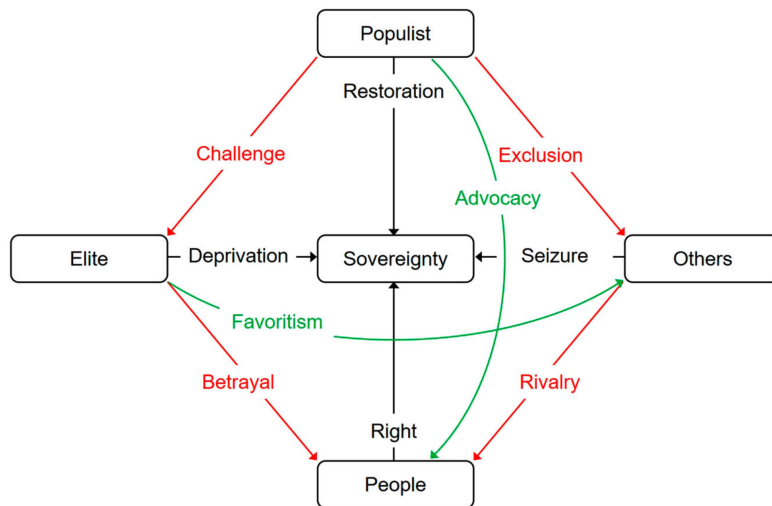 Populist
Restoration
Challenge
Exclusion
Advocacy
Elite
Deprivation
Sovereignty
Seizure
Others
Favoritism
Betrayal
Rivalry
Right
People